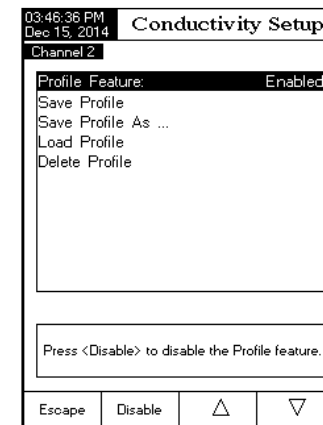 03:46:36 PM
Dec 15, 2014
Conductivity Setup
Channel 2
Profile Feature: Enabled
Save Profile
Save Profile As ...
Load Profile
Delete Profile
Press <Disable> to disable the Profile feature.
Escape Disable △ ▽